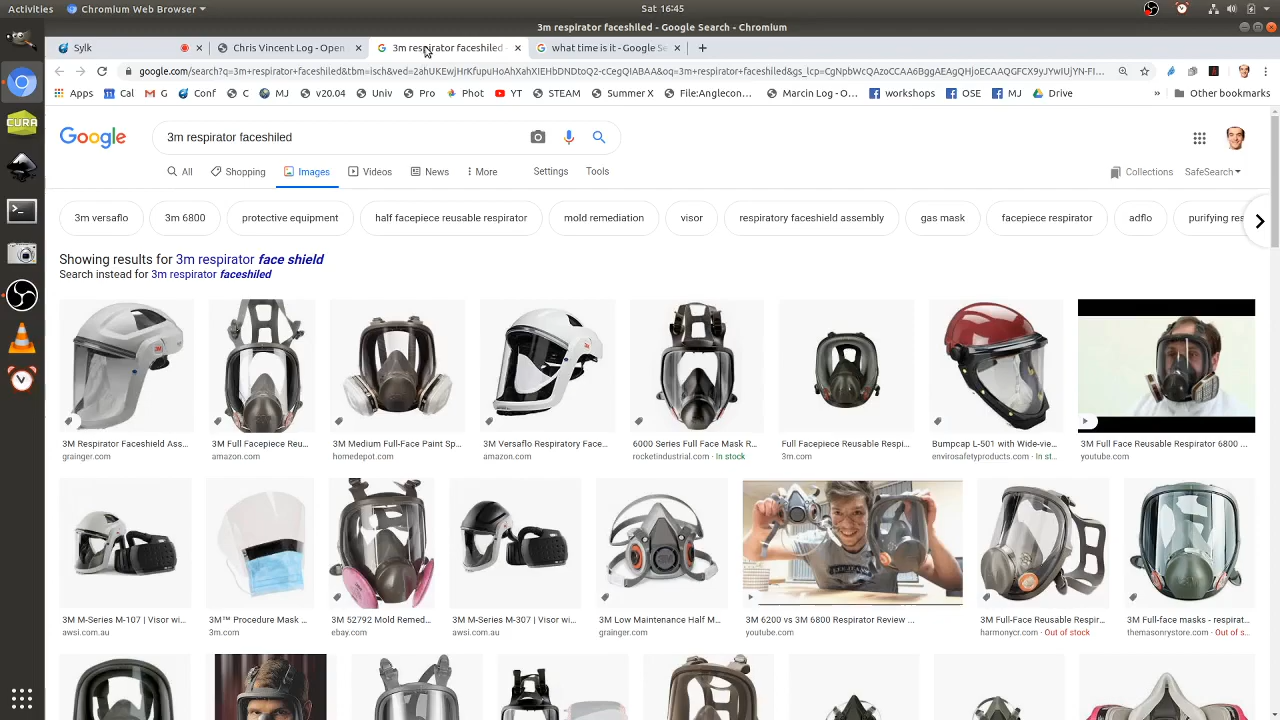 Activities
Chromium Web Browser
Sat 16:45
3m respirator faceshiled - Google Search - Chromium
Sylk
Chris Vincent Log - Open
3m respirator faceshiled -
what time is it - Google Se
google.com/search?q=3m+respirator+faceshiled&tbm=isch&ved=2ahUKEwjHrKfupuHoAhXahXIEHbDNDtoQ2-cCegQIABAA&oq=3m+respirator+faceshiled&gs_lcp=CgNpbWcQAzoECAA6BggAEAgQHjoECAAQGFCX9yJYwIUjYN-FI...
Apps
Cal
G
Conf
C
MJ
v20.04
Univ
Pro
Phot
YT
STEAM
Summer X
File:Anglecon...
Marcin Log - O...
workshops
OSE
MJ
Drive
»
Other bookmarks
Google
3m respirator faceshiled
All
Shopping
Images
Videos
News
More
Settings
Tools
Collections
SafeSearch
3m versaflo
3m 6800
protective equipment
half facepiece reusable respirator
mold remediation
visor
respiratory faceshield assembly
gas mask
facepiece respirator
adflo
purifying res
Showing results for 3m respirator face shield
Search instead for 3m respirator faceshiled
3M Respirator Faceshield Ass...
grainger.com
3M Full Facepiece Reu...
amazon.com
3M Medium Full-Face Paint Sp...
homedepot.com
3M Versaflo Respiratory Face...
amazon.com
6000 Series Full Face Mask R...
rocketindustrial.com · In stock
Full Facepiece Reusable Respi...
3m.com
Bumpcap L-501 with Wide-vie...
envirosafetyproducts.com · In st...
3M Full Face Reusable Respirator 6800 ...
youtube.com
3M M-Series M-107 | Visor wi...
awsi.com.au
3M™ Procedure Mask ...
3m.com
3M 52792 Mold Remed...
ebay.com
3M M-Series M-307 | Visor wi...
awsi.com.au
3M Low Maintenance Half M...
grainger.com
3M 6200 vs 3M 6800 Respirator Review ...
youtube.com
3M Full-Face Reusable Respir...
harmonycr.com · Out of stock
3M Full-face masks - respirat...
themasonrystore.com · Out of s...